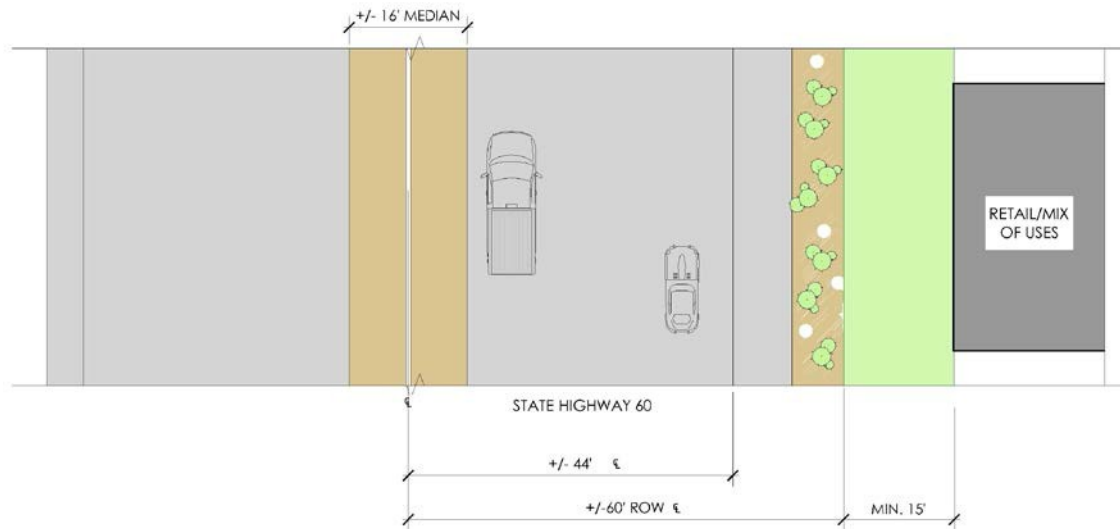 +/- 16' MEDIAN
RETAIL/MIX
OF USES
℄
STATE HIGHWAY 60
+/- 44' ℄
+/-60' ROW ℄
MIN. 15'